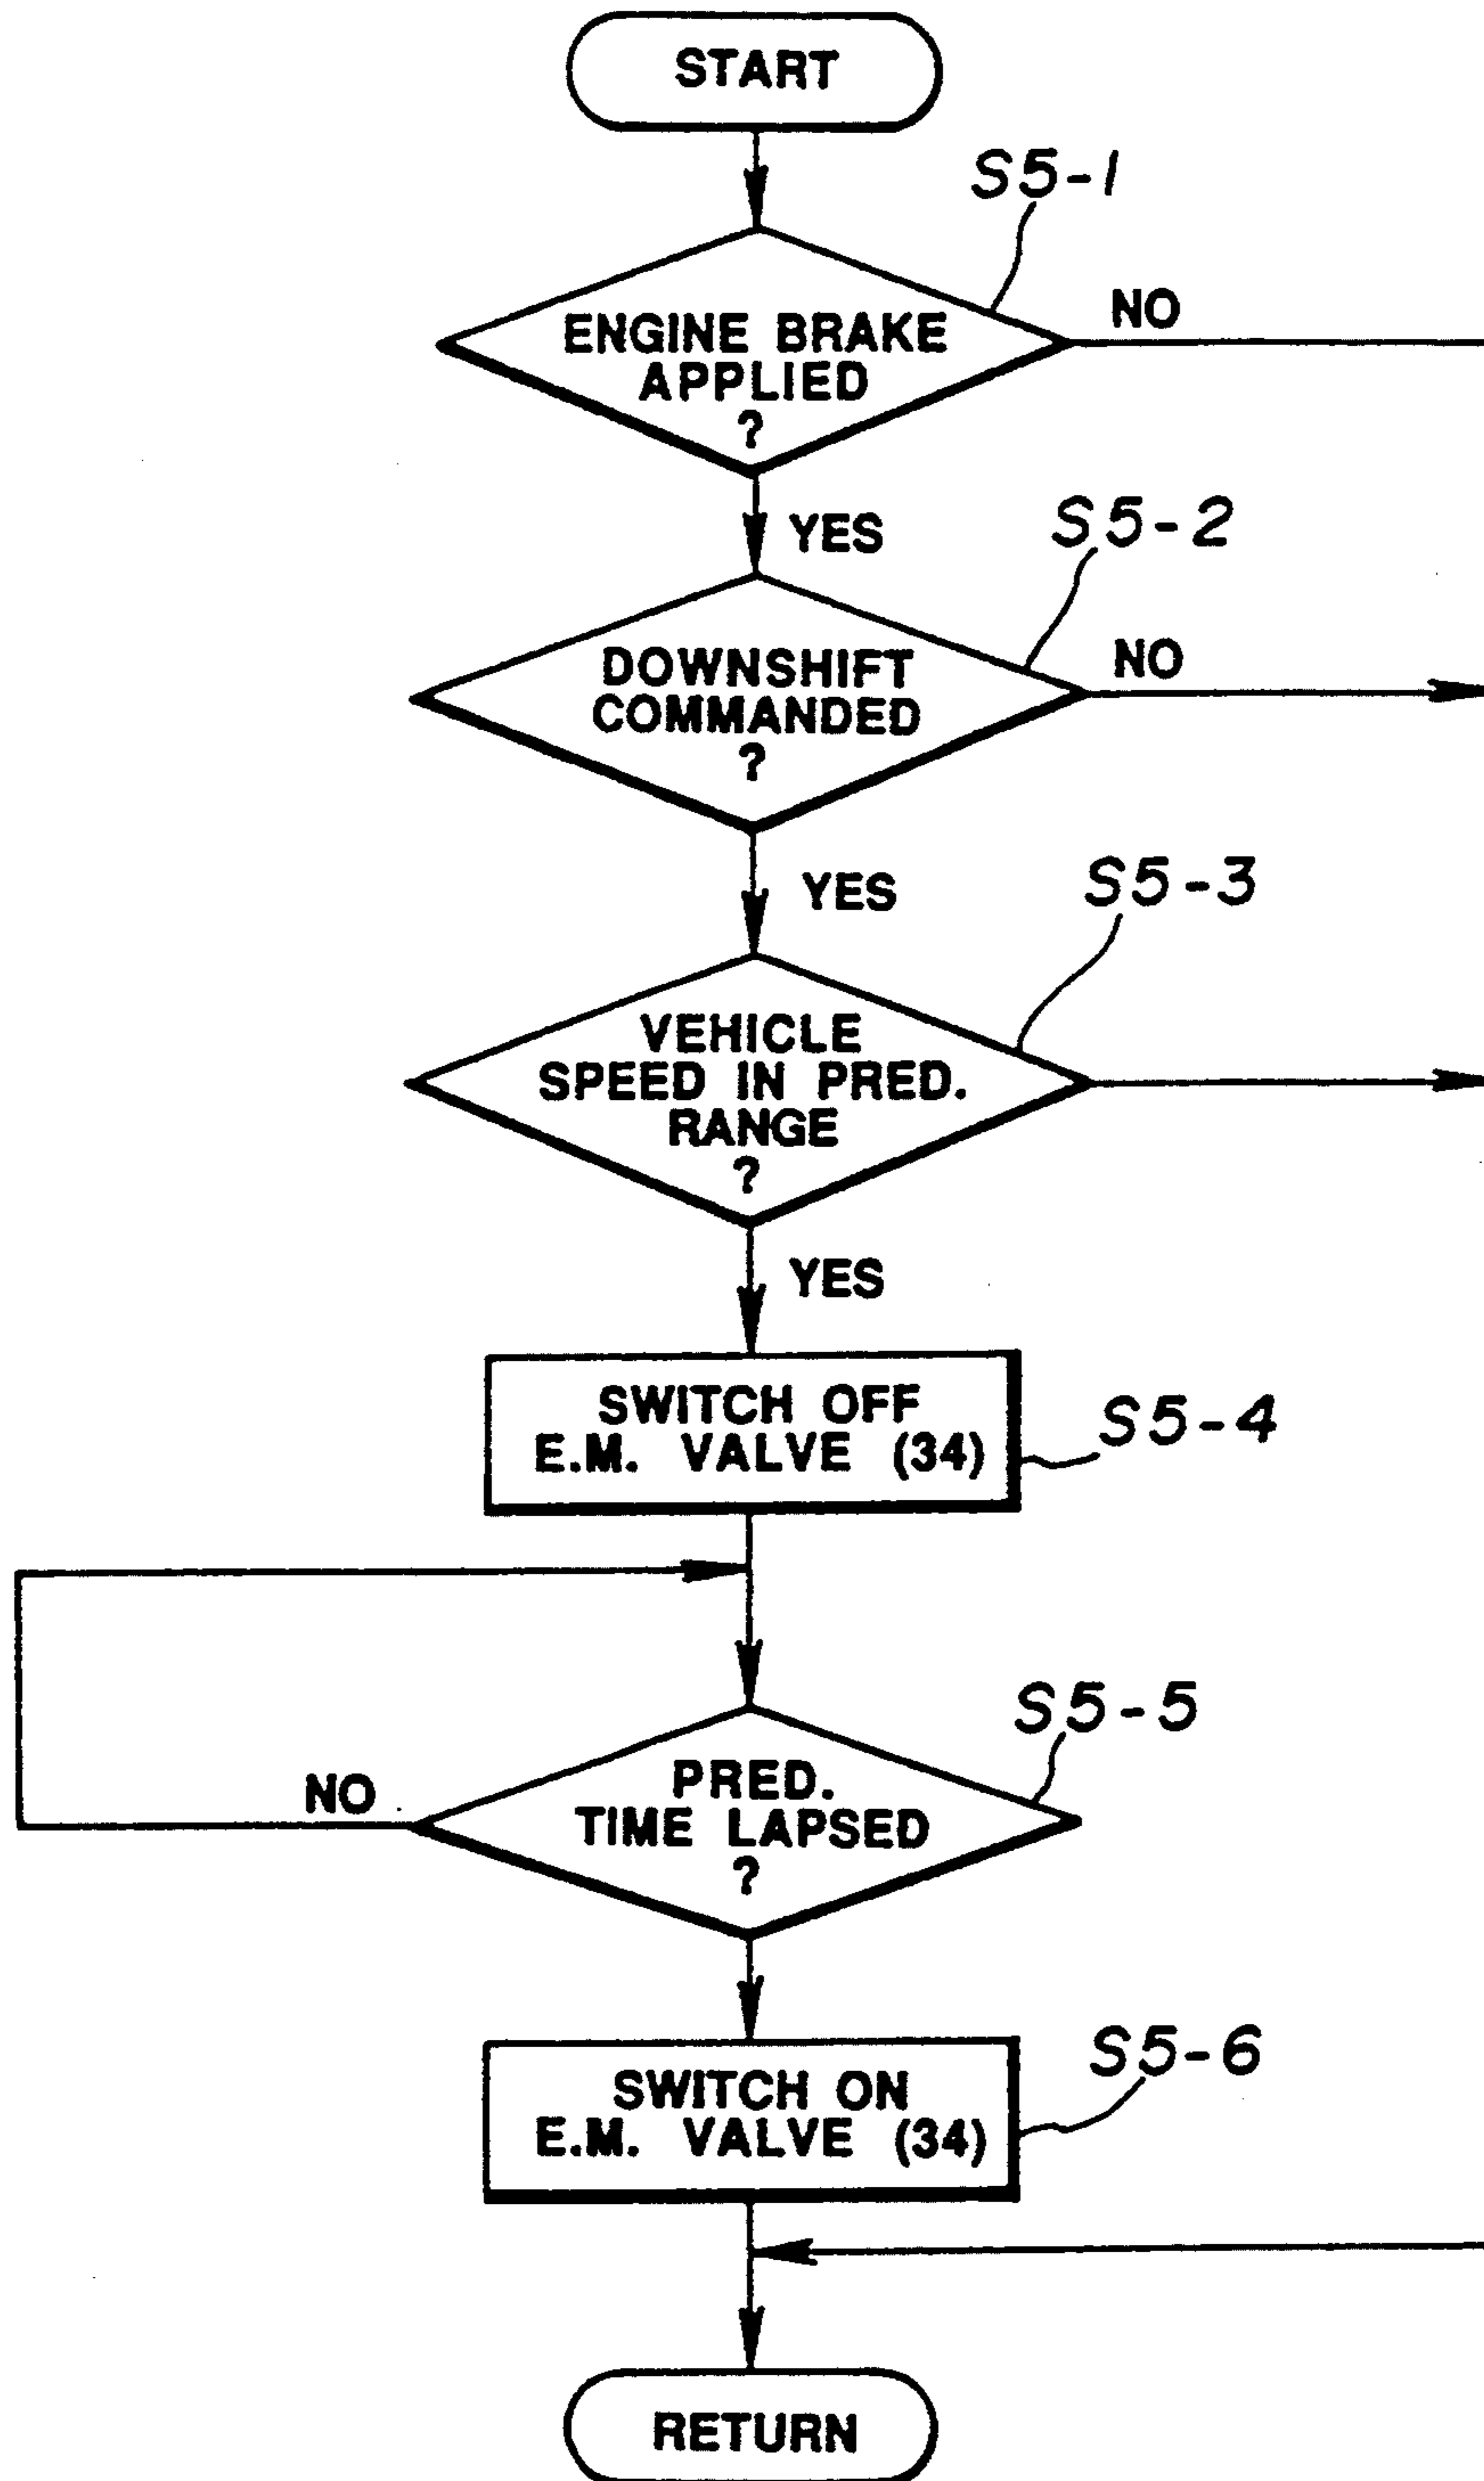 START
S5-1
ENGINE BRAKE
APPLIED
?
NO
YES
S5-2
DOWNSHIFT
COMMANDED
?
NO
YES
S5-3
VEHICLE
SPEED IN PRED.
RANGE
?
YES
SWITCH OFF
E.M. VALVE (34)
S5-4
S5-5
PRED.
TIME LAPSED
?
NO
S5-6
SWITCH ON
E.M. VALVE (34)
RETURN